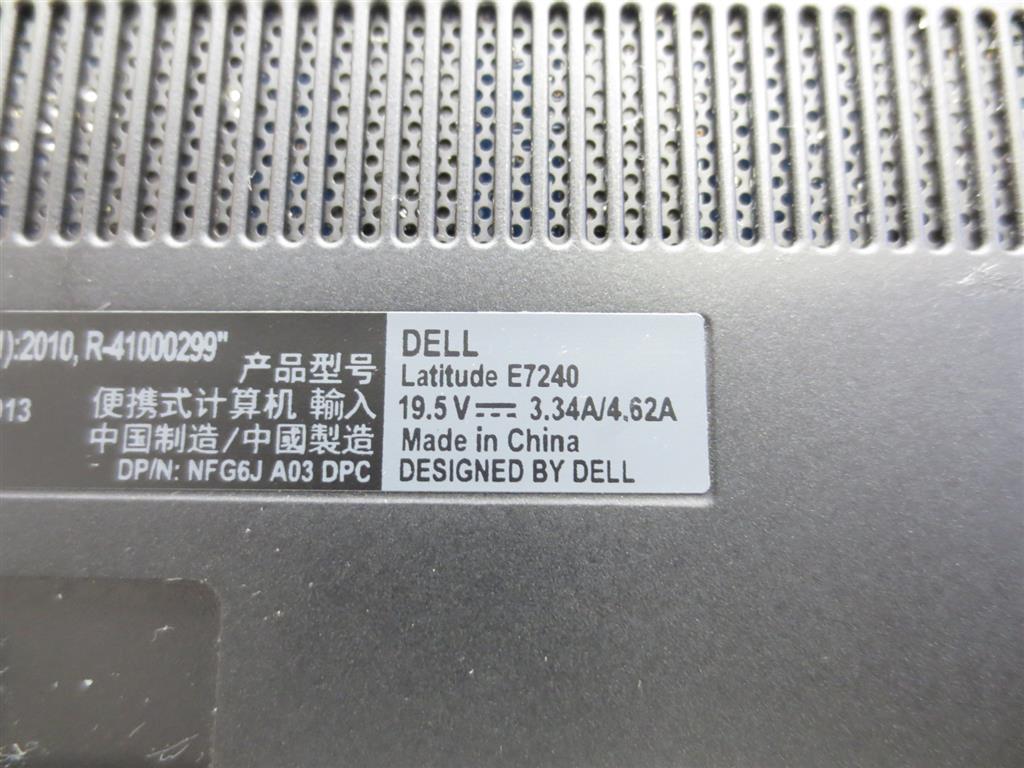 :2010, R-41000299"
产品型号
013
便携式计算机 輸入
中国制造/中國製造
DP/N: NFG6J A03 DPC
DELL
Latitude E7240
19.5 V⎓ 3.34A/4.62A
Made in China
DESIGNED BY DELL